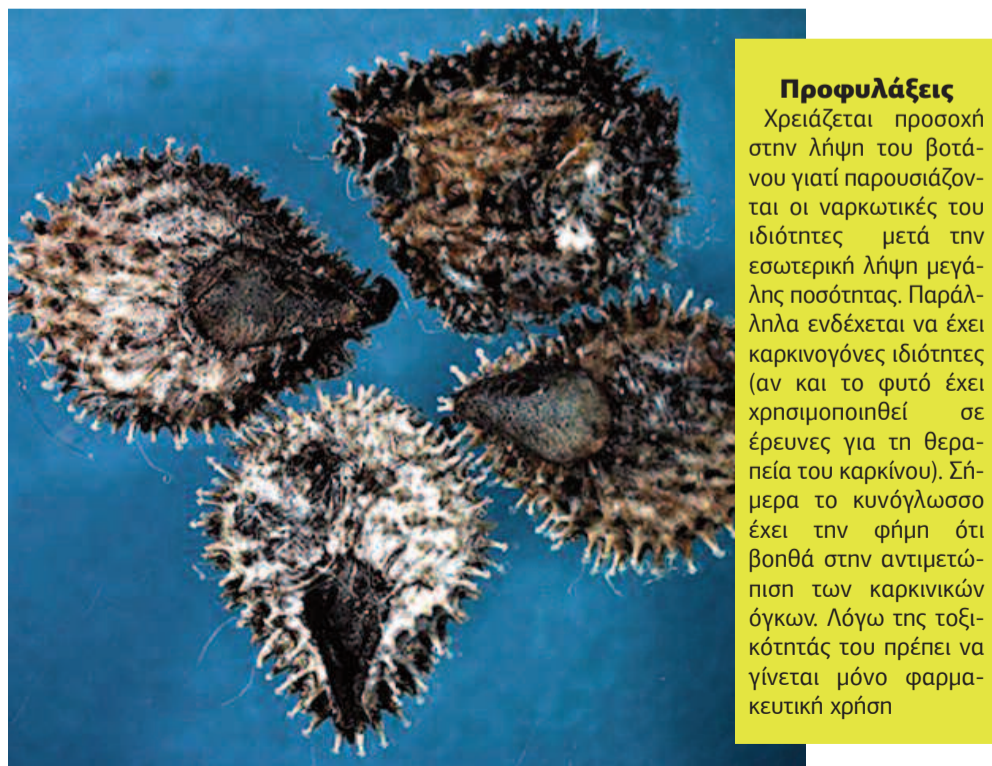 Προφυλάξεις
Χρειάζεται προσοχή
στην λήψη του βοτά-
νου γιατί παρουσιάζον-
ται οι ναρκωτικές του
ιδιότητες μετά την
εσωτερική λήψη μεγά-
λης ποσότητας. Παράλ-
ληλα ενδέχεται να έχει
καρκινογόνες ιδιότητες
(αν και το φυτό έχει
χρησιμοποιηθεί σε
έρευνες για τη θερα-
πεία του καρκίνου). Σή-
μερα το κυνόγλωσσο
έχει την φήμη ότι
βοηθά στην αντιμετώ-
πιση των καρκινικών
όγκων. Λόγω της τοξι-
κότητάς του πρέπει να
γίνεται μόνο φαρμα-
κευτική χρήση